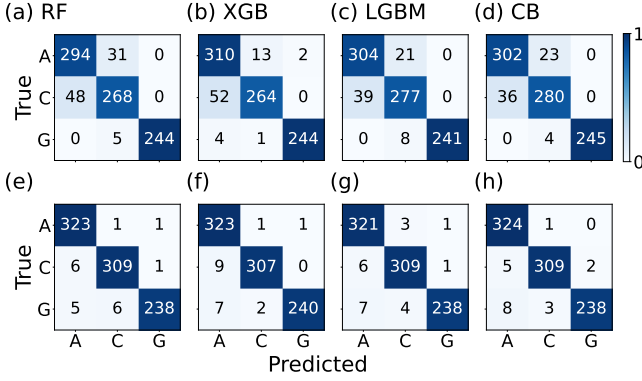 (a) RF (b) XGB (c) LGBM (d) CB
A 294 31 0 310 13 2 304 21 0 302 23 0 1
True C 48 268 0 52 264 0 39 277 0 36 280 0
G 0 5 244 4 1 244 0 8 241 0 4 245 0
(e) (f) (g) (h)
A 323 1 1 323 1 1 321 3 1 324 1 0
True C 6 309 1 9 307 0 6 309 1 5 309 2
G 5 6 238 7 2 240 7 4 238 8 3 238
A C G A C G A C G A C G
Predicted